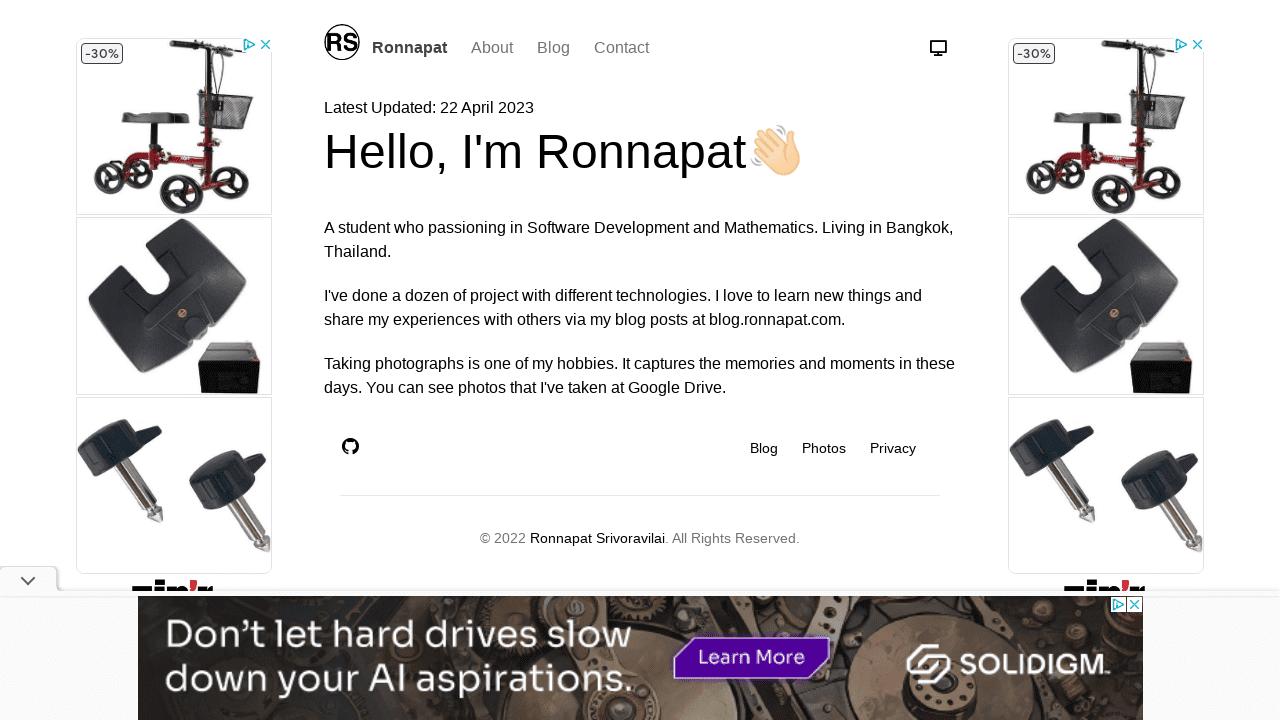 RS
Ronnapat
About
Blog
Contact
-30%
-30%
Latest Updated: 22 April 2023
Hello, I'm Ronnapat
A student who passioning in Software Development and Mathematics. Living in Bangkok,
Thailand.
I've done a dozen of project with different technologies. I love to learn new things and
share my experiences with others via my blog posts at blog.ronnapat.com.
Taking photographs is one of my hobbies. It captures the memories and moments in these
days. You can see photos that I've taken at Google Drive.
Blog
Photos
Privacy
© 2022 Ronnapat Srivoravilai. All Rights Reserved.
Don't let hard drives slow
down your AI aspirations.
Learn More
SOLIDIGM